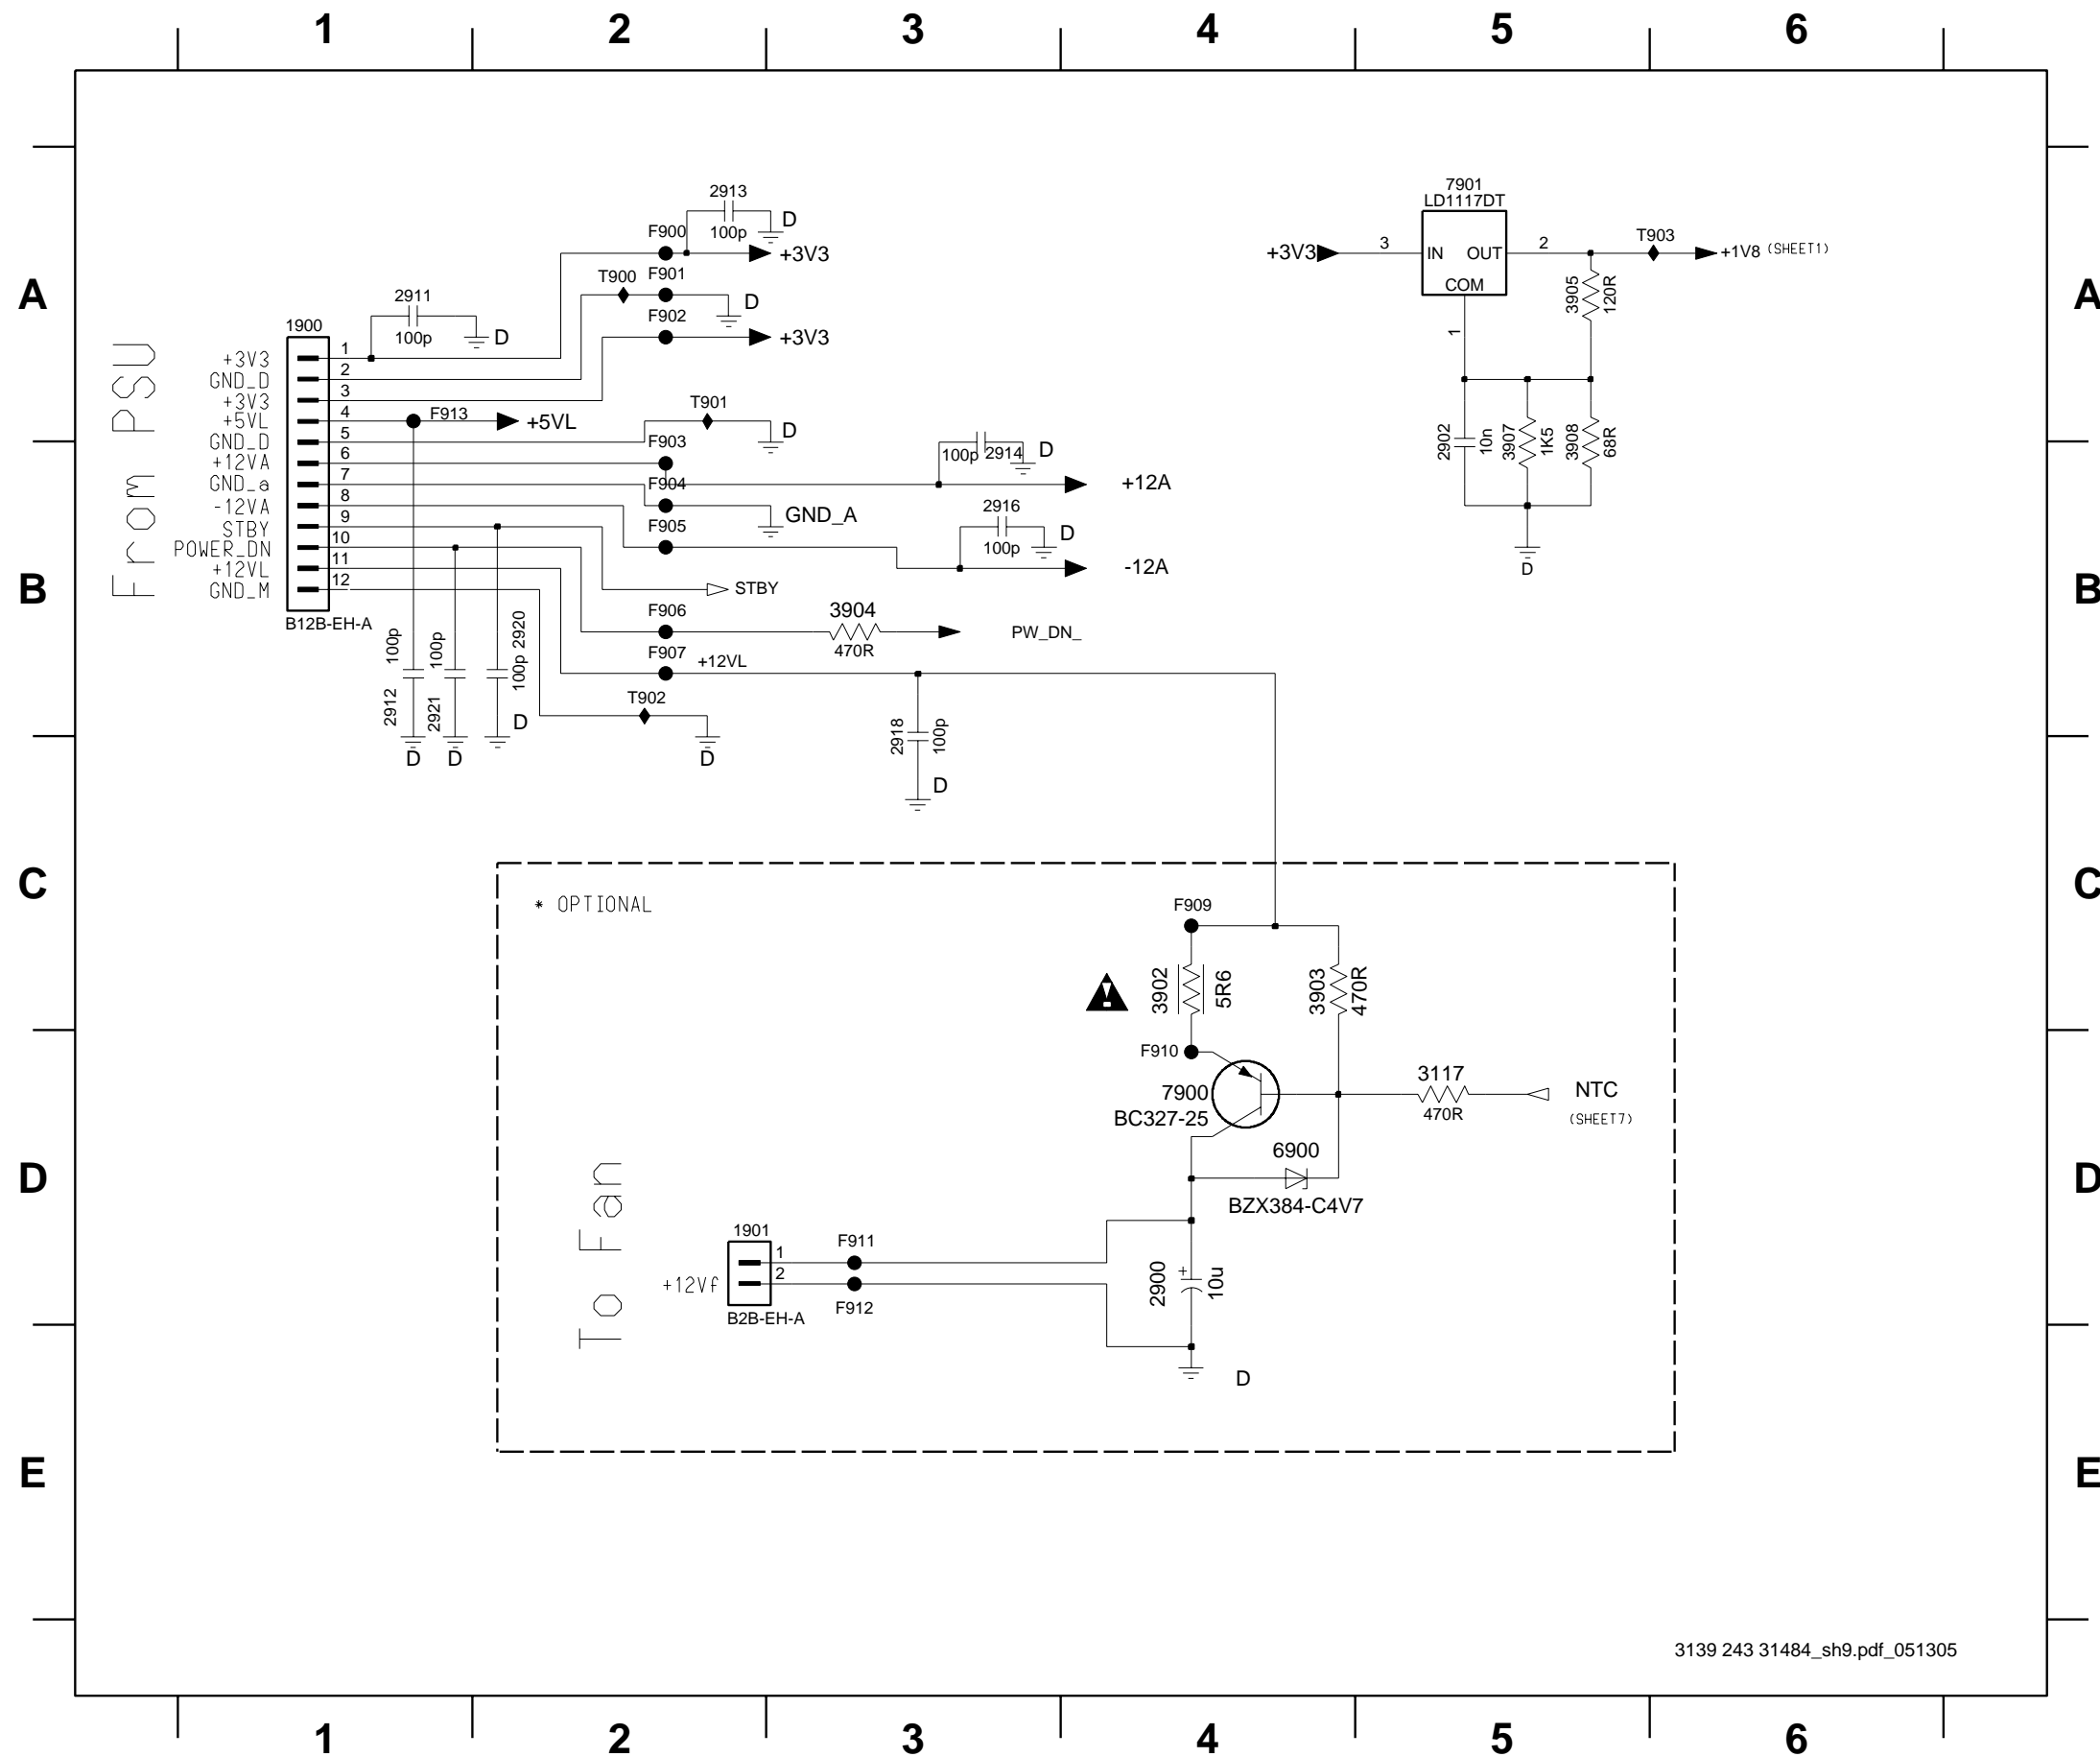 1 2 3 4 5 6
A A
B B
C C
D D
E E
1 2 3 4 5 6
From PSU
1900
+3V3 1
GND_D 2
+3V3 3
+5VL 4
GND_D 5
+12VA 6
GND_a 7
-12VA 8
STBY 9
POWER_DN 10
+12VL 11
GND_M 12
B12B-EH-A
2911
100p
D
2913
100p
D
F900
+3V3
T900 F901
D
F902
+3V3
F913 +5VL
T901
D
F903
100p 2914 D
F904
+12A
GND_A
2916
100p
D
F905
-12A
STBY
F906
3904
470R
PW_DN_
F907 +12VL
T902
D
2912 100p
D
2921 100p
D
100p 2920
D
2918 100p
D
7901
LD1117DT
+3V3 3 IN OUT 2 T903 +1V8 (SHEET1)
COM
1
3905 120R
2902 10n
3907 1K5
3908 68R
D
* OPTIONAL
F909
3902 5R6
3903 470R
F910
7900
BC327-25
3117
470R
NTC
(SHEET7)
6900
BZX384-C4V7
To Fan
1901
1 F911
+12Vf 2
F912
B2B-EH-A
2900 + 10u
D
3139 243 31484_sh9.pdf_051305